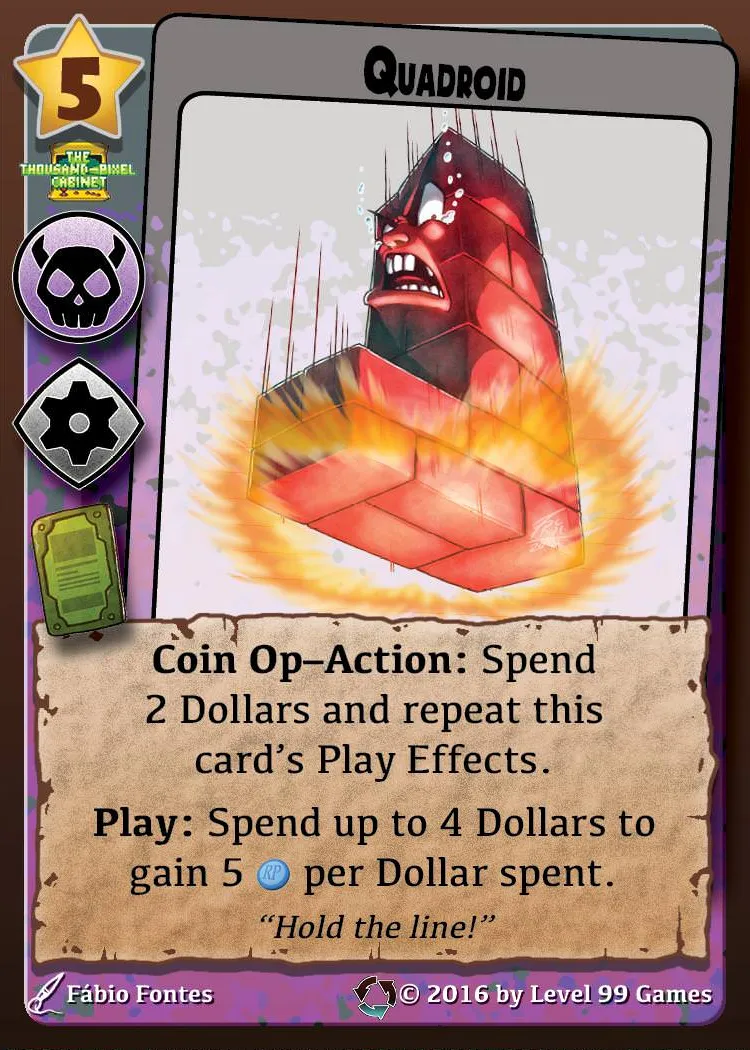 QUADROID
5
THE
THOUSAND-PIXEL
CABINET
Coin Op–Action: Spend
2 Dollars and repeat this
card's Play Effects.
Play: Spend up to 4 Dollars to
gain 5 RP per Dollar spent.
“Hold the line!”
Fábio Fontes
© 2016 by Level 99 Games